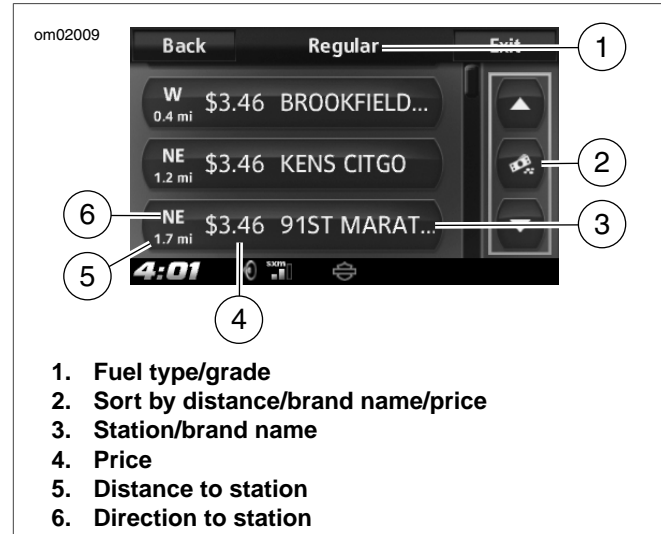 om02009
Back Regular Exit
1
W $3.46 BROOKFIELD...
0.4 mi
NE $3.46 KENS CITGO
1.2 mi
2
6 NE $3.46 91ST MARAT... 3
1.7 mi
5
4:01 sxm
4
1. Fuel type/grade
2. Sort by distance/brand name/price
3. Station/brand name
4. Price
5. Distance to station
6. Direction to station